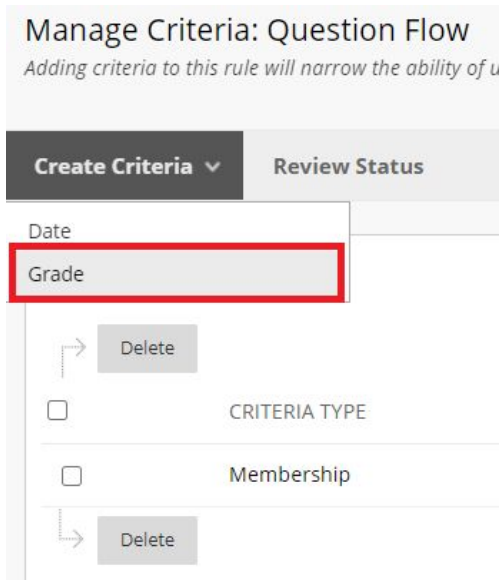 Manage Criteria: Question Flow
Adding criteria to this rule will narrow the ability of u
Create Criteria Review Status
Date
Grade
Delete
CRITERIA TYPE
Membership
Delete